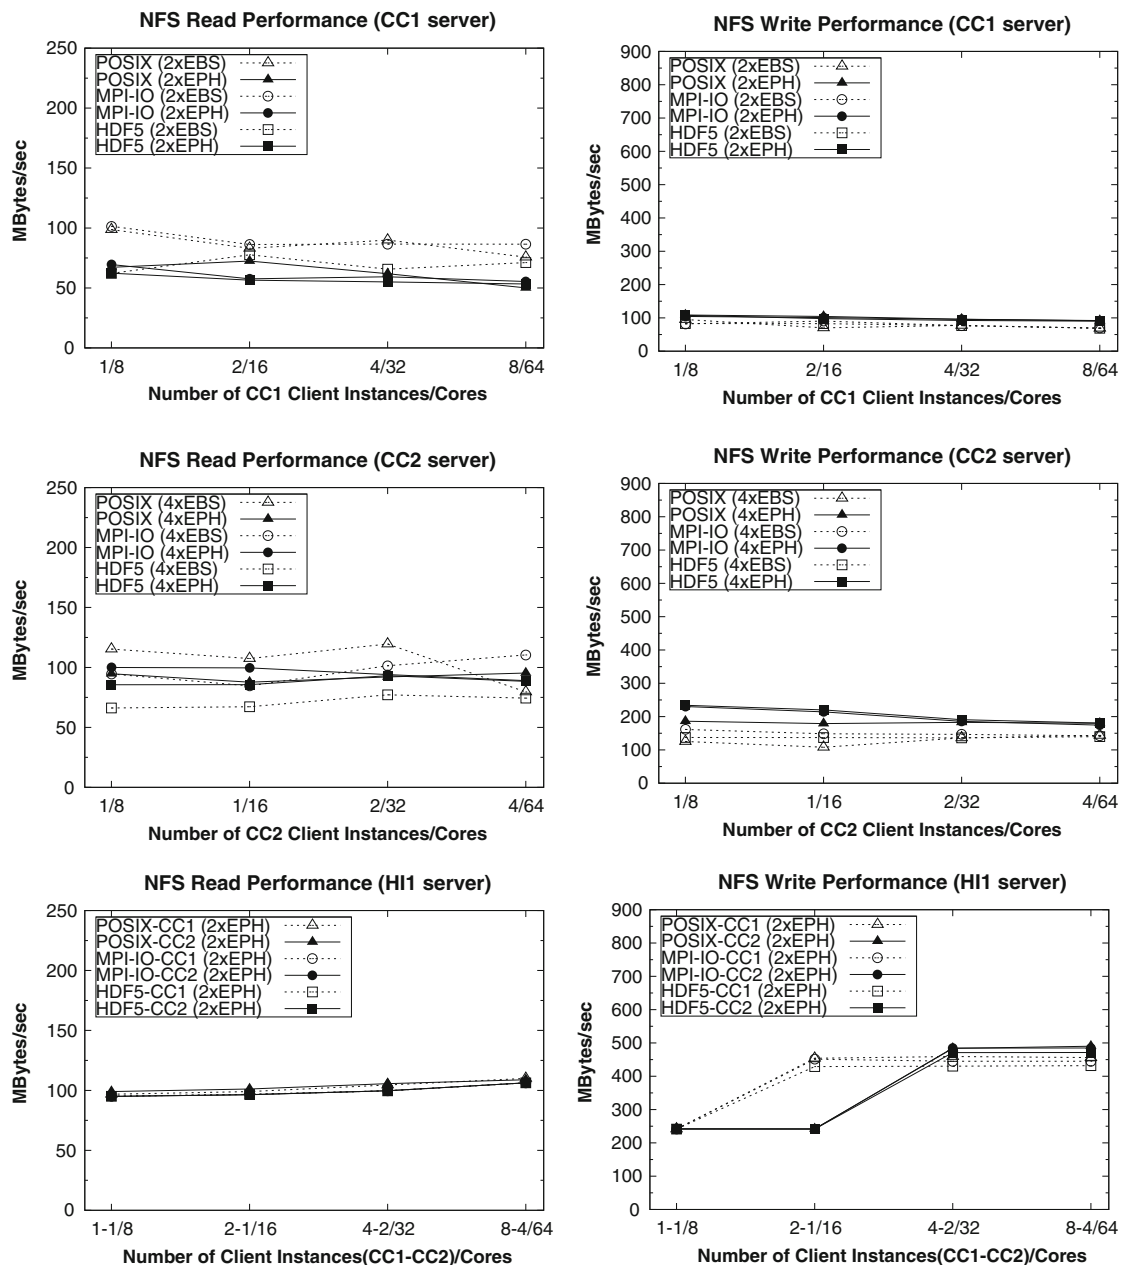 NFS Read Performance (CC1 server)
250
200
150
100
50
0
MBytes/sec
POSIX (2xEBS)
POSIX (2xEPH)
MPI-IO (2xEBS)
MPI-IO (2xEPH)
HDF5 (2xEBS)
HDF5 (2xEPH)
1/8 2/16 4/32 8/64
Number of CC1 Client Instances/Cores
NFS Write Performance (CC1 server)
900
800
700
600
500
400
300
200
100
0
MBytes/sec
POSIX (2xEBS)
POSIX (2xEPH)
MPI-IO (2xEBS)
MPI-IO (2xEPH)
HDF5 (2xEBS)
HDF5 (2xEPH)
1/8 2/16 4/32 8/64
Number of CC1 Client Instances/Cores
NFS Read Performance (CC2 server)
250
200
150
100
50
0
MBytes/sec
POSIX (4xEBS)
POSIX (4xEPH)
MPI-IO (4xEBS)
MPI-IO (4xEPH)
HDF5 (4xEBS)
HDF5 (4xEPH)
1/8 1/16 2/32 4/64
Number of CC2 Client Instances/Cores
NFS Write Performance (CC2 server)
900
800
700
600
500
400
300
200
100
0
MBytes/sec
POSIX (4xEBS)
POSIX (4xEPH)
MPI-IO (4xEBS)
MPI-IO (4xEPH)
HDF5 (4xEBS)
HDF5 (4xEPH)
1/8 1/16 2/32 4/64
Number of CC2 Client Instances/Cores
NFS Read Performance (HI1 server)
250
200
150
100
50
0
MBytes/sec
POSIX-CC1 (2xEPH)
POSIX-CC2 (2xEPH)
MPI-IO-CC1 (2xEPH)
MPI-IO-CC2 (2xEPH)
HDF5-CC1 (2xEPH)
HDF5-CC2 (2xEPH)
1-1/8 2-1/16 4-2/32 8-4/64
Number of Client Instances(CC1-CC2)/Cores
NFS Write Performance (HI1 server)
900
800
700
600
500
400
300
200
100
0
MBytes/sec
POSIX-CC1 (2xEPH)
POSIX-CC2 (2xEPH)
MPI-IO-CC1 (2xEPH)
MPI-IO-CC2 (2xEPH)
HDF5-CC1 (2xEPH)
HDF5-CC2 (2xEPH)
1-1/8 2-1/16 4-2/32 8-4/64
Number of Client Instances(CC1-CC2)/Cores